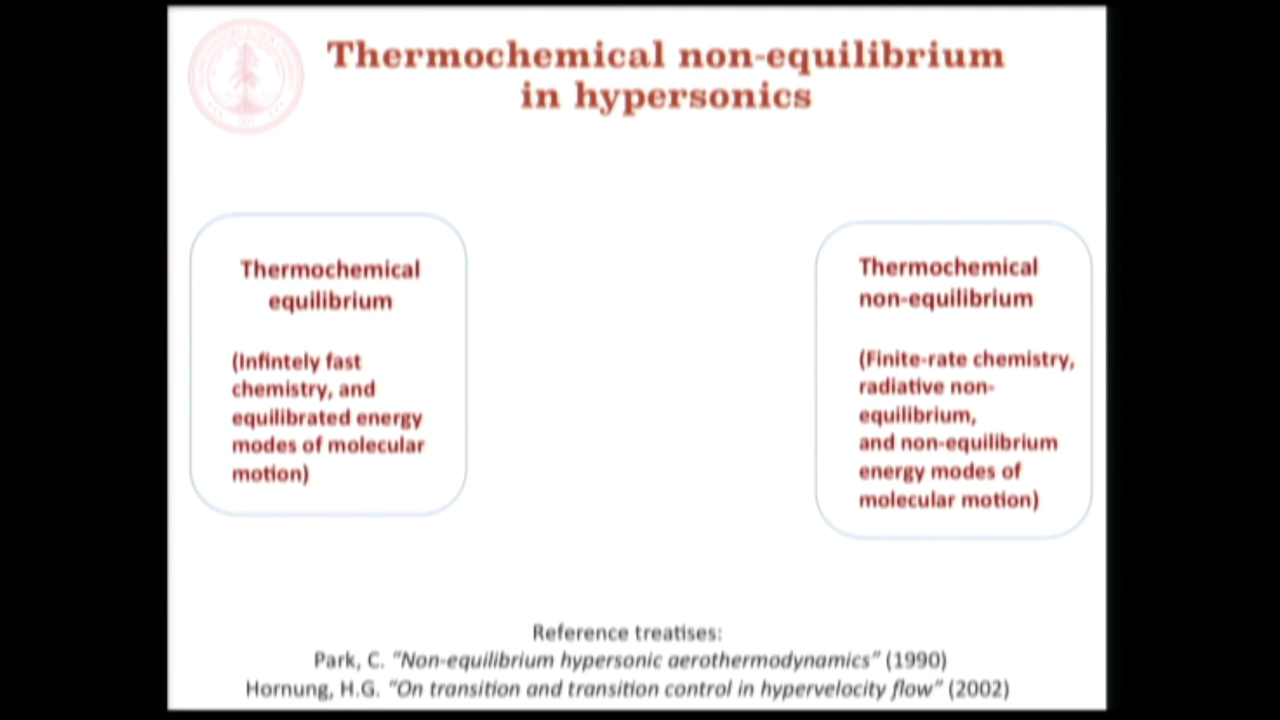 Thermochemical non-equilibrium
in hypersonics
Thermochemical
equilibrium
(Infintely fast
chemistry, and
equilibrated energy
modes of molecular
motion)
Thermochemical
non-equilibrium
(Finite-rate chemistry,
radiative non-
equilibrium,
and non-equilibrium
energy modes of
molecular motion)
Reference treatises:
Park, C. "Non-equilibrium hypersonic aerothermodynamics" (1990)
Hornung, H.G. "On transition and transition control in hypervelocity flow" (2002)